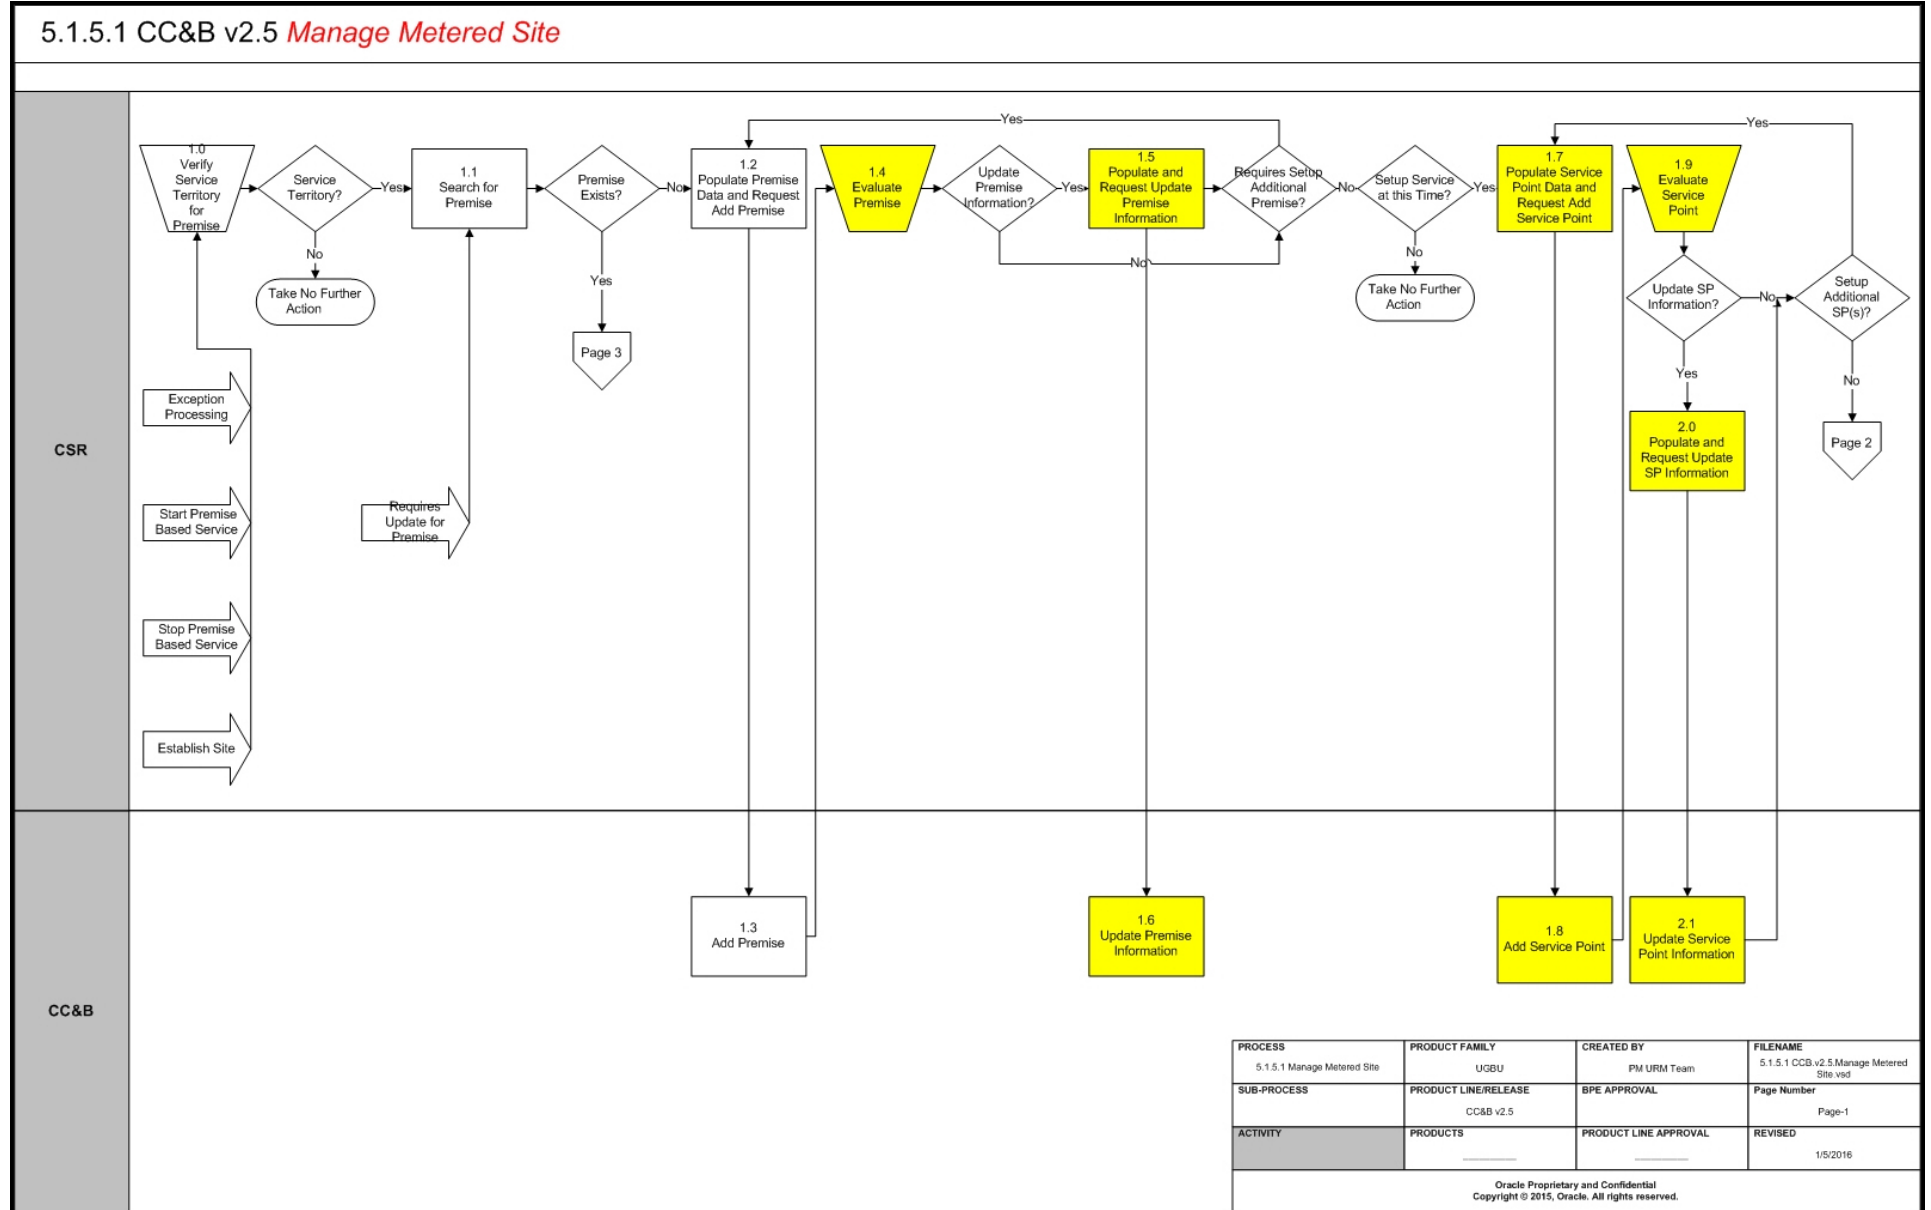 5.1.5.1 CC&B v2.5 Manage Metered Site
CSR
1.0
Verify
Service
Territory
for
Premise
Service
Territory?
Yes
No
Take No Further
Action
1.1
Search for
Premise
Premise
Exists?
No
Yes
Page 3
1.2
Populate Premise
Data and Request
Add Premise
Yes
1.4
Evaluate
Premise
Update
Premise
Information?
Yes
No
1.5
Populate and
Request Update
Premise
Information
Requires Setup
Additional
Premise?
No
Setup Service
at this Time?
Yes
No
Take No Further
Action
1.7
Populate Service
Point Data and
Request Add
Service Point
Yes
1.9
Evaluate
Service
Point
Update SP
Information?
No
Yes
Setup
Additional
SP(s)?
No
Page 2
2.0
Populate and
Request Update
SP Information
Exception
Processing
Start Premise
Based Service
Requires
Update for
Premise
Stop Premise
Based Service
Establish Site
CC&B
1.3
Add Premise
1.6
Update Premise
Information
1.8
Add Service Point
2.1
Update Service
Point Information
PROCESS
5.1.5.1 Manage Metered Site
PRODUCT FAMILY
UGBU
CREATED BY
PM URM Team
FILENAME
5.1.5.1 CCB.v2.5.Manage Metered
Site.vsd
SUB-PROCESS
PRODUCT LINE/RELEASE
CC&B v2.5
BPE APPROVAL
Page Number
Page-1
ACTIVITY
PRODUCTS
PRODUCT LINE APPROVAL
REVISED
1/5/2016
Oracle Proprietary and Confidential
Copyright © 2015, Oracle. All rights reserved.